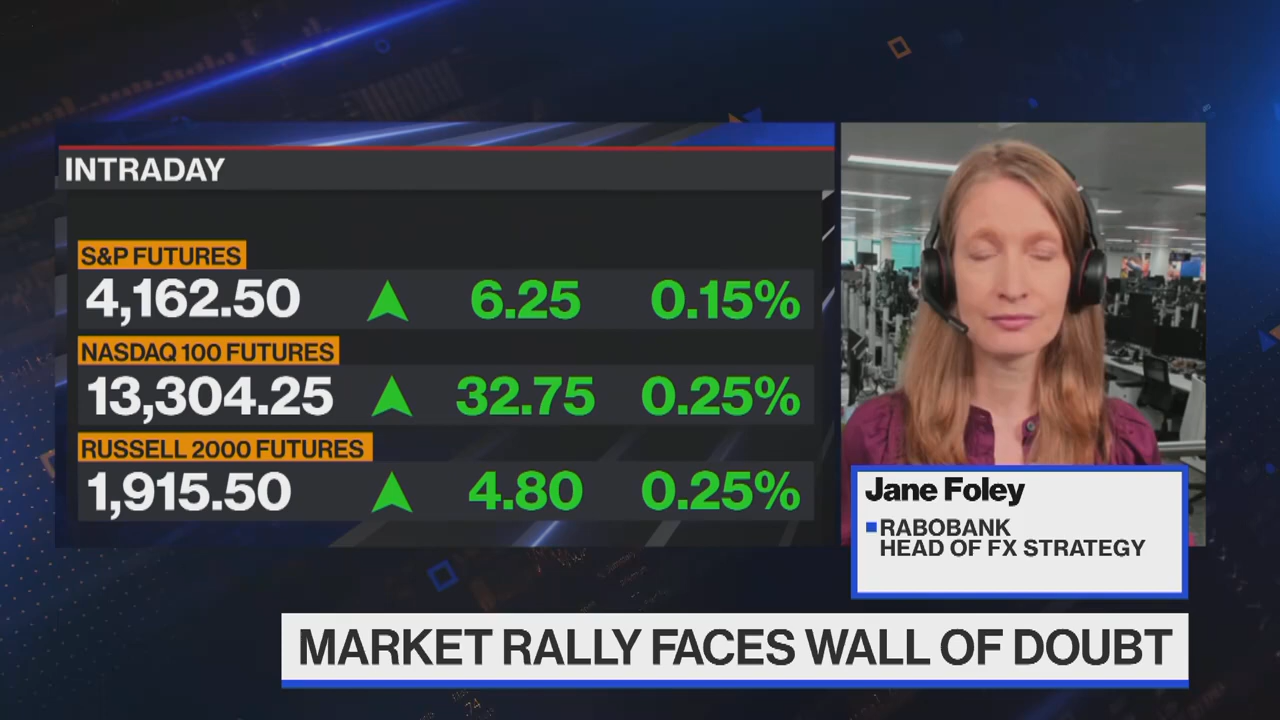 INTRADAY
S&P FUTURES
4,162.50 6.25 0.15%
NASDAQ 100 FUTURES
13,304.25 32.75 0.25%
RUSSELL 2000 FUTURES
1,915.50 4.80 0.25%
Jane Foley
RABOBANK
HEAD OF FX STRATEGY
MARKET RALLY FACES WALL OF DOUBT